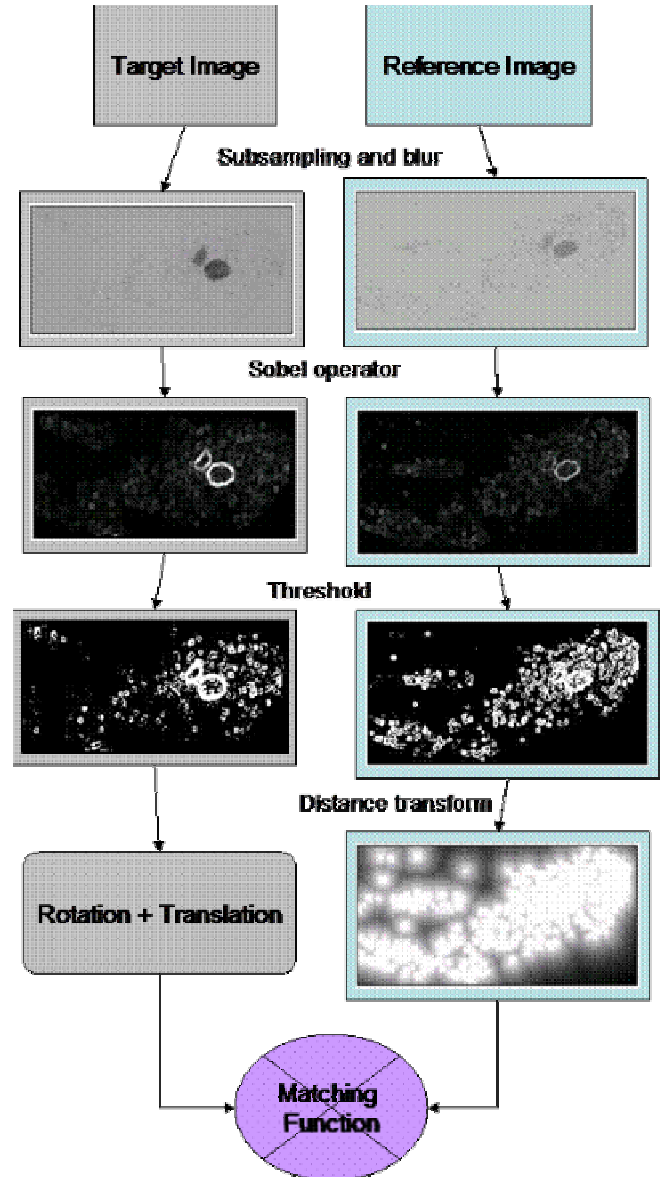 Target Image
Reference Image
Subsampling and blur
Sobel operator
Threshold
Distance transform
Rotation + Translation
Matching
Function